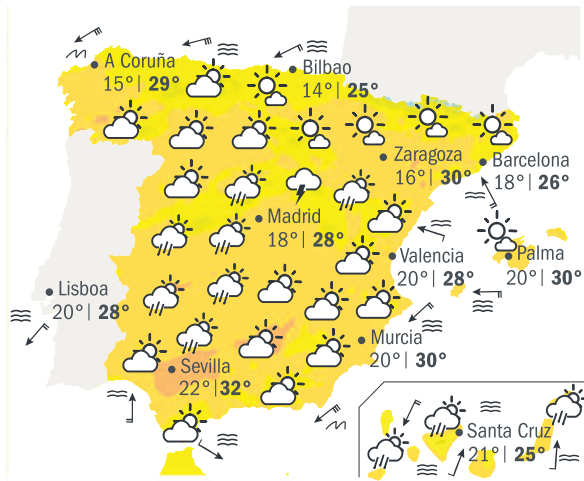 A Coruña
15°| 29°
Bilbao
14°| 25°
Zaragoza
16°| 30°
Barcelona
18°| 26°
Madrid
18°| 28°
Valencia
20°| 28°
Palma
20°| 30°
Lisboa
20°| 28°
Murcia
20°| 30°
Sevilla
22°|32°
Santa Cruz
21°| 25°